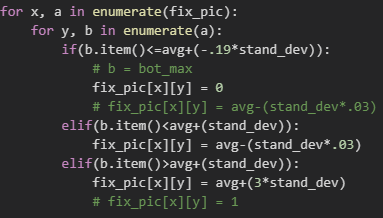 for x, a in enumerate(fix_pic):
    for y, b in enumerate(a):
        if(b.item()<=avg+(-.19*stand_dev)):
            # b = bot_max
            fix_pic[x][y] = 0
            # fix_pic[x][y] = avg-(stand_dev*.03)
        elif(b.item()<avg+(stand_dev)):
            fix_pic[x][y] = avg-(stand_dev*.03)
        elif(b.item()>avg+(stand_dev)):
            fix_pic[x][y] = avg+(3*stand_dev)
            # fix_pic[x][y] = 1